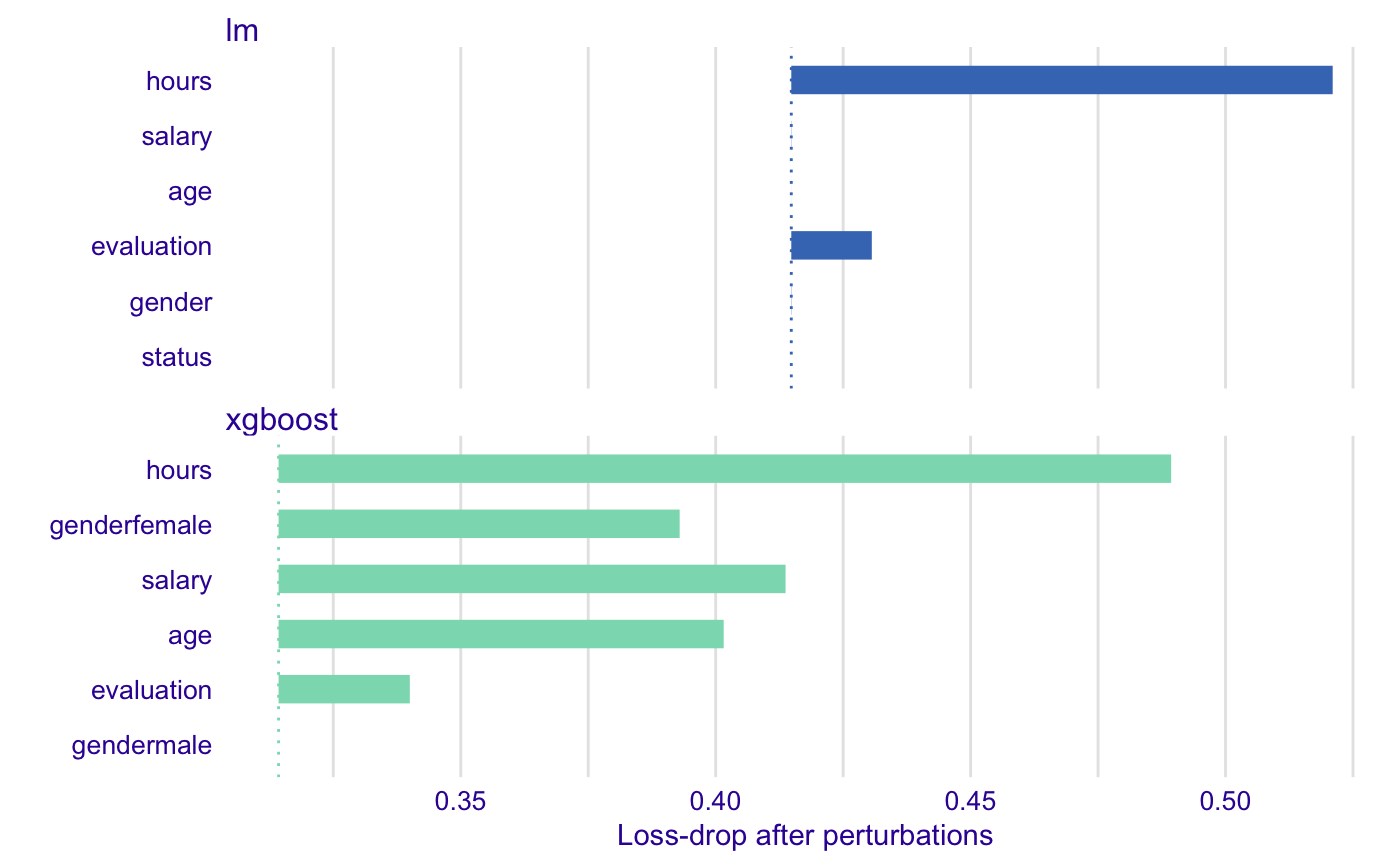 lm
hours
salary
age
evaluation
gender
status
xgboost
hours
genderfemale
salary
age
evaluation
gendermale
0.35 0.40 0.45 0.50
Loss-drop after perturbations